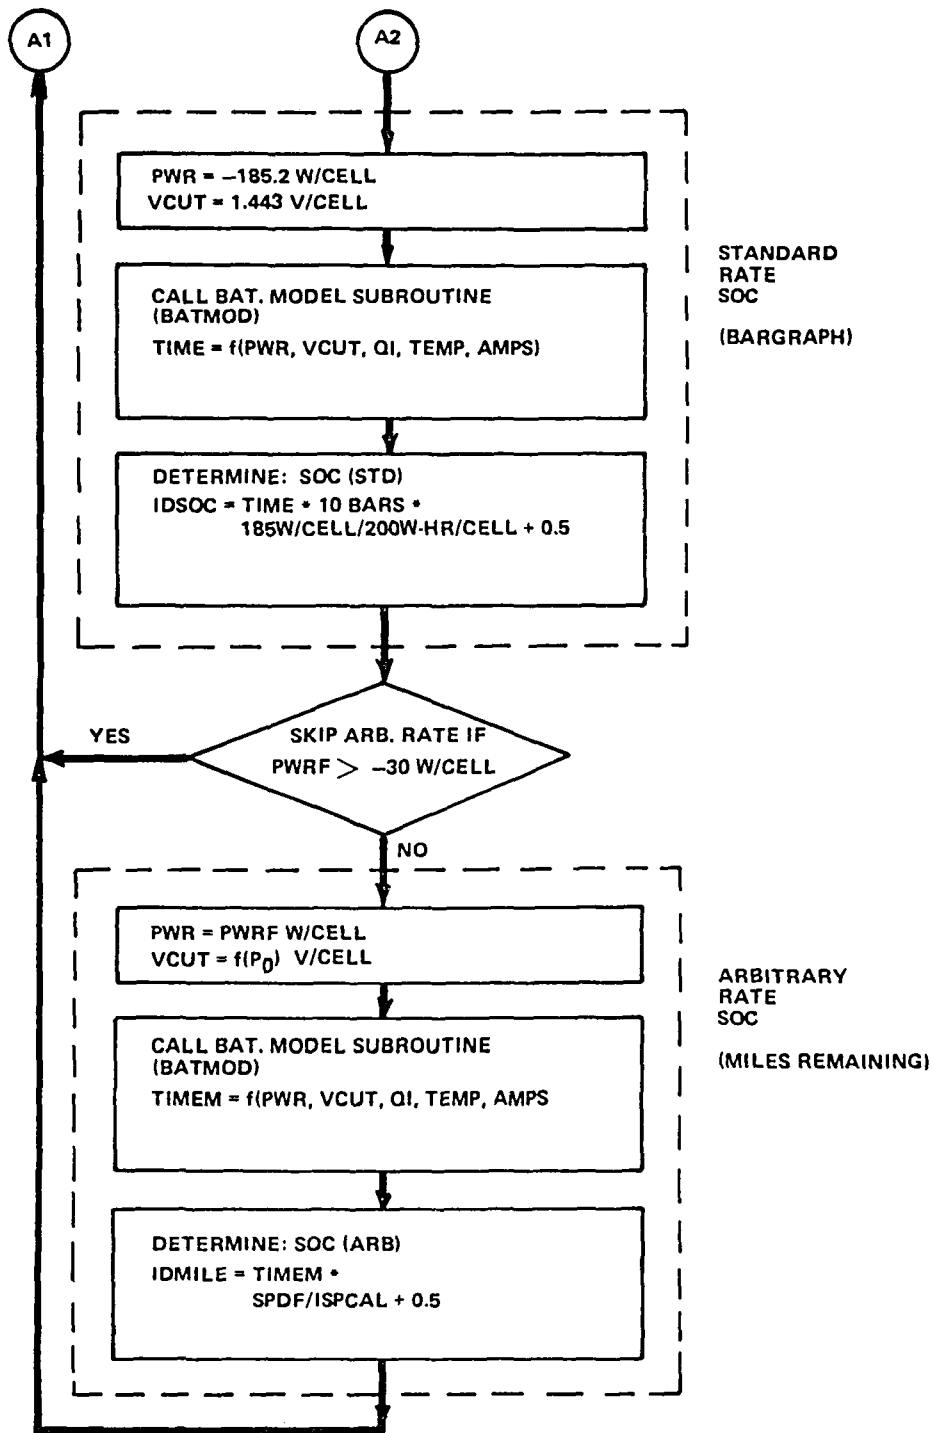 A1
A2
PWR = –185.2 W/CELL
VCUT = 1.443 V/CELL
STANDARD
RATE
SOC
(BARGRAPH)
CALL BAT. MODEL SUBROUTINE
(BATMOD)
TIME = f(PWR, VCUT, QI, TEMP, AMPS)
DETERMINE: SOC (STD)
IDSOC = TIME * 10 BARS *
185W/CELL/200W-HR/CELL + 0.5
YES
SKIP ARB. RATE IF
PWRF > –30 W/CELL
NO
PWR = PWRF W/CELL
VCUT = f(P0) V/CELL
ARBITRARY
RATE
SOC
(MILES REMAINING)
CALL BAT. MODEL SUBROUTINE
(BATMOD)
TIMEM = f(PWR, VCUT, QI, TEMP, AMPS
DETERMINE: SOC (ARB)
IDMILE = TIMEM *
SPDF/ISPCAL + 0.5